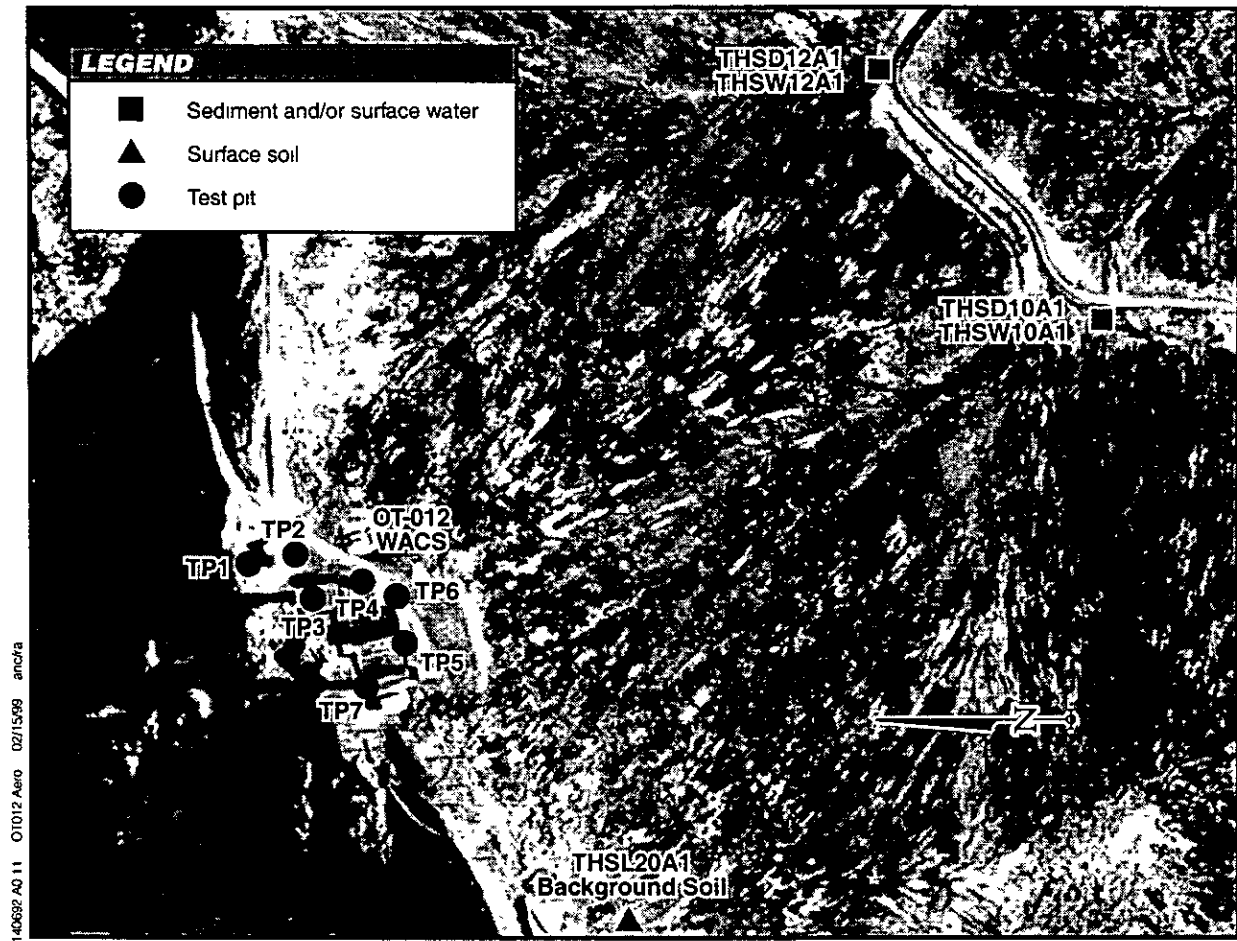 LEGEND
Sediment and/or surface water
Surface soil
Test pit
THSD12A1
THSW12A1
THSD10A1
THSW10A1
OT-012
WACS
TP2
TP1
TP6
TP4
TP3
TP5
TP7
N
THSL20A1
Background Soil
140692 A0 11 OT012 Aero 02/15/99 anc/ra